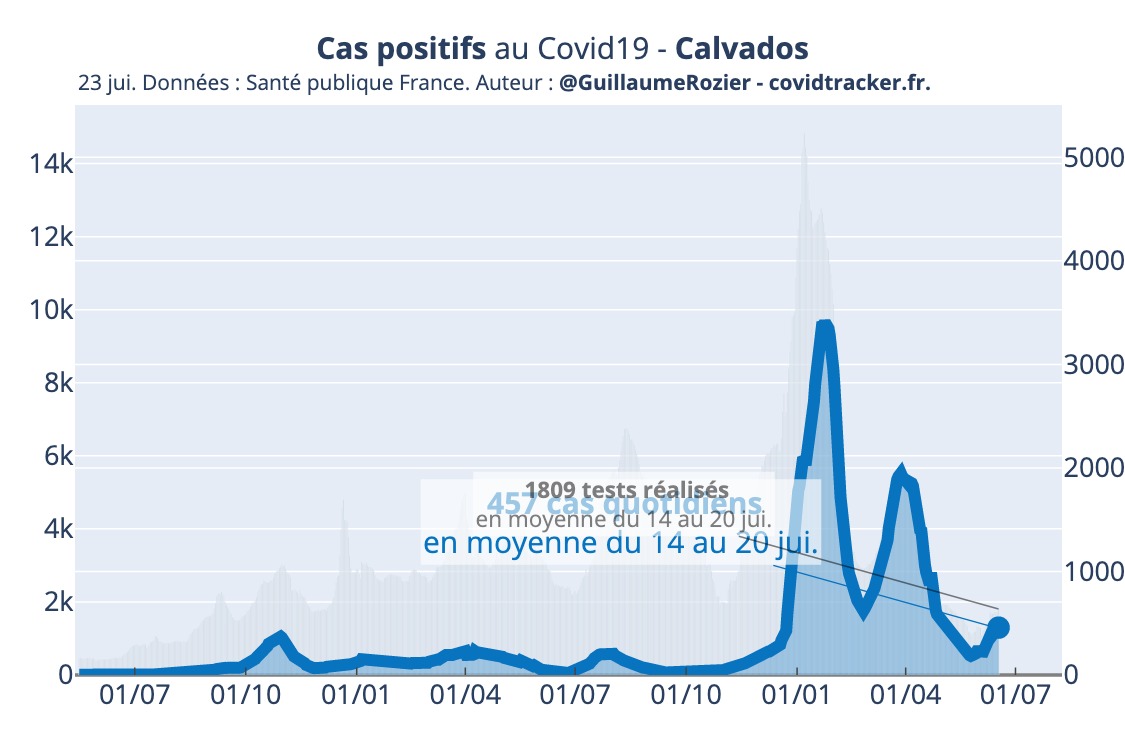 Cas positifs au Covid19 - Calvados
23 jui. Données : Santé publique France. Auteur : @GuillaumeRozier - covidtracker.fr.
14k
12k
10k
8k
6k
4k
2k
0
5000
4000
3000
2000
1000
0
1809 tests réalisés
457 cas quotidiens
en moyenne du 14 au 20 jui.
en moyenne du 14 au 20 jui.
01/07 01/10 01/01 01/04 01/07 01/10 01/01 01/04 01/07